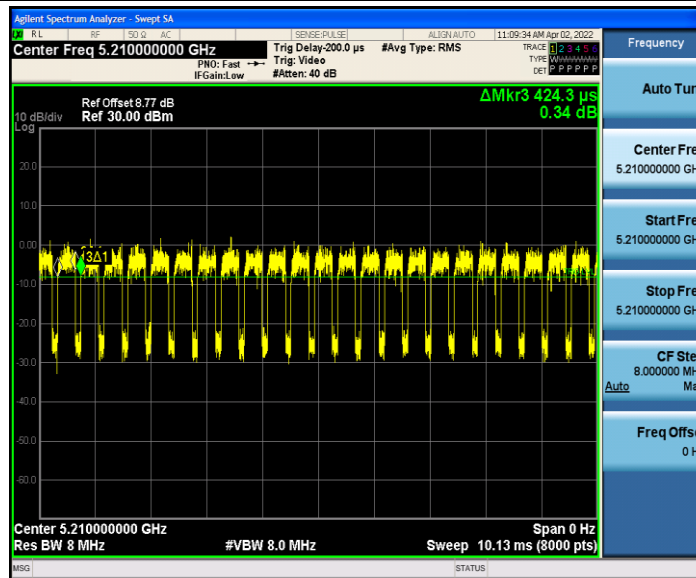 Agilent Spectrum Analyzer - Swept SA
RL RF 50 Ω AC SENSE:PULSE ALIGN AUTO 11:09:34 AM Apr 02, 2022
Center Freq 5.210000000 GHz
PNO: Fast
IFGain:Low
Trig Delay-200.0 µs
Trig: Video
#Atten: 40 dB
#Avg Type: RMS
TRACE 1 2 3 4 5 6
TYPE W
DET P P P P P P
Ref Offset 8.77 dB
10 dB/div Ref 30.00 dBm
Log
ΔMkr3 424.3 µs
0.34 dB
20.0
10.0
0.00
3Δ1
-10.0
-20.0
-30.0
-40.0
-50.0
-60.0
Center 5.210000000 GHz Span 0 Hz
Res BW 8 MHz #VBW 8.0 MHz Sweep 10.13 ms (8000 pts)
MSG STATUS
Frequency
Auto Tun
Center Fre
5.210000000 GH
Start Fre
5.210000000 GH
Stop Fre
5.210000000 GH
CF Ste
8.000000 MH
Auto Ma
Freq Offse
0 H